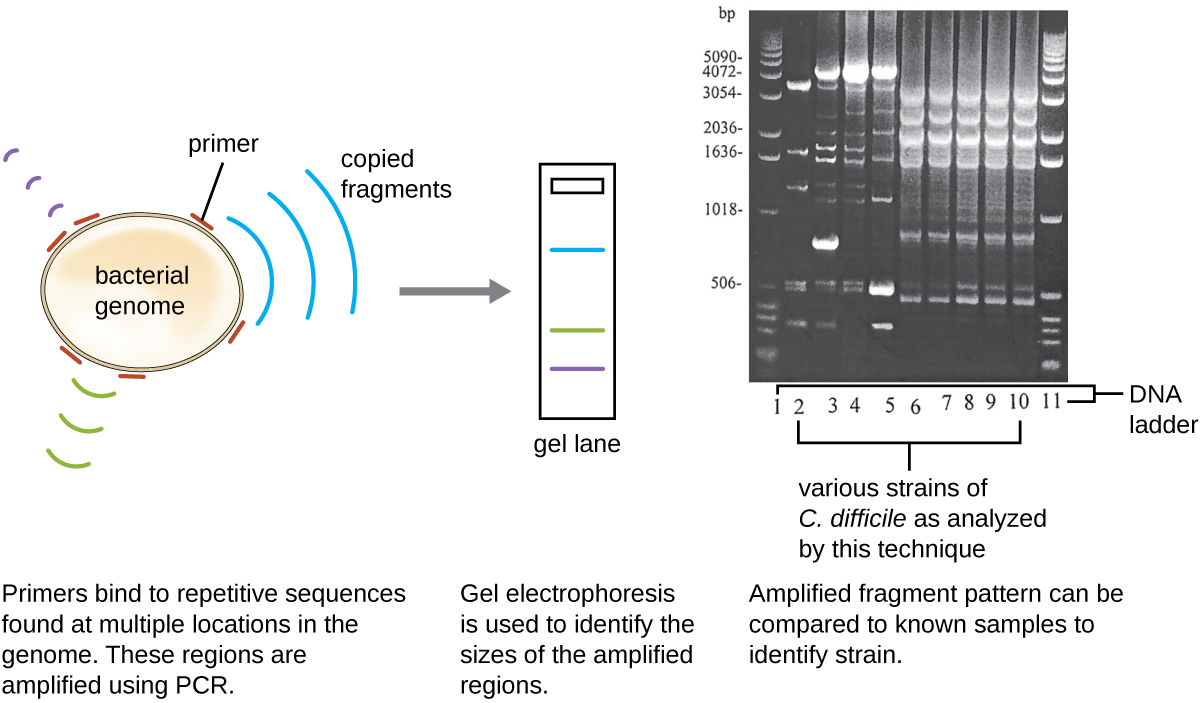 primer
copied
fragments
bacterial
genome
gel lane
bp
5090-
4072-
3054-
2036-
1636-
1018-
506-
1 2 3 4 5 6 7 8 9 10 11
DNA
ladder
various strains of
C. difficile as analyzed
by this technique
Primers bind to repetitive sequences
found at multiple locations in the
genome. These regions are
amplified using PCR.
Gel electrophoresis
is used to identify the
sizes of the amplified
regions.
Amplified fragment pattern can be
compared to known samples to
identify strain.